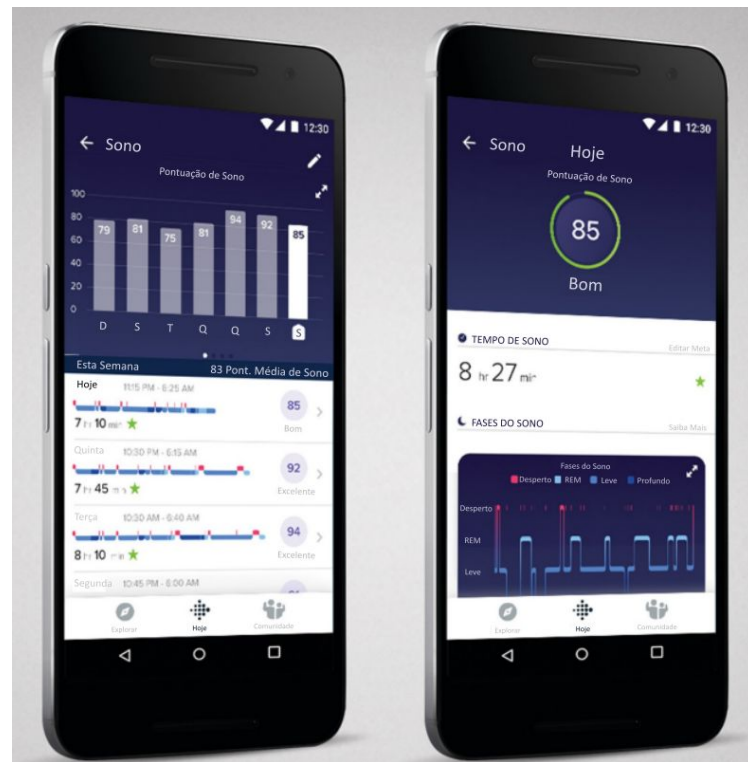 12:30
Sono
Pontuação de Sono
100
80
60
40
20
0
79 81 75 81 94 92 85
D S T Q Q S S
Esta Semana 83 Pont. Média de Sono
Hoje 11:15 PM - 6:25 AM
85
Bom
7 hr 10 min
Quinta 10:30 PM - 6:15 AM
92
Excelente
7 hr 45 min
Terça 10:30 AM - 6:40 AM
94
Excelente
8 hr 10 min
Segunda 10:45 PM - 8:00 AM
Explorar Hoje Comunidade
12:30
Sono Hoje
Pontuação de Sono
85
Bom
TEMPO DE SONO Editar Meta
8 hr 27 min
FASES DO SONO Saiba Mais
Fases do Sono
Desperto REM Leve Profundo
Desperto
REM
Leve
Explorar Hoje Comunidade